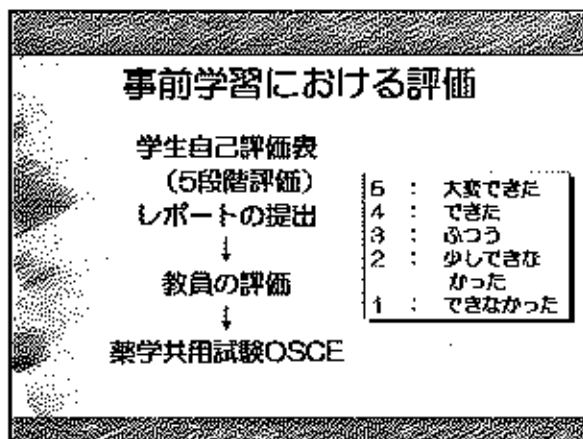 事前学習における評価
学生自己評価表
（5段階評価）
レポートの提出
↓
教員の評価
↓
薬学共用試験OSCE
5 ： 大変できた
4 ： できた
3 ： ふつう
2 ： 少しできな
かった
1 ： できなかった